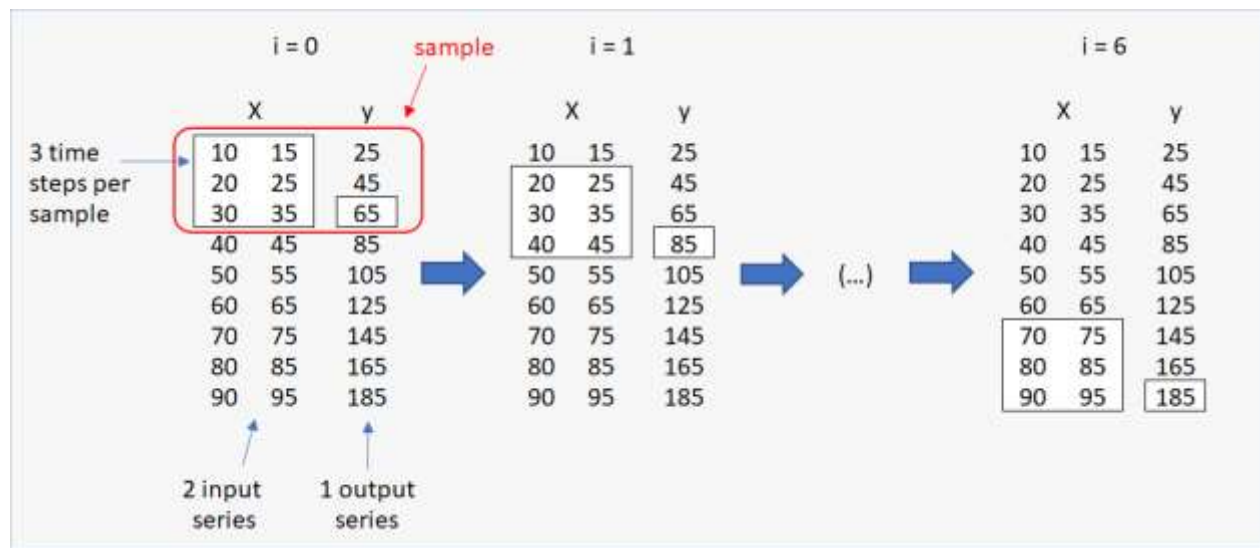 i = 0 sample i = 1 i = 6
X y X y X y
3 time 10 15 25 10 15 25 10 15 25
steps per 20 25 45 20 25 45 20 25 45
sample 30 35 65 30 35 65 30 35 65
40 45 85 40 45 85 40 45 85
50 55 105 50 55 105 (...) 50 55 105
60 65 125 60 65 125 60 65 125
70 75 145 70 75 145 70 75 145
80 85 165 80 85 165 80 85 165
90 95 185 90 95 185 90 95 185
2 input 1 output
series series